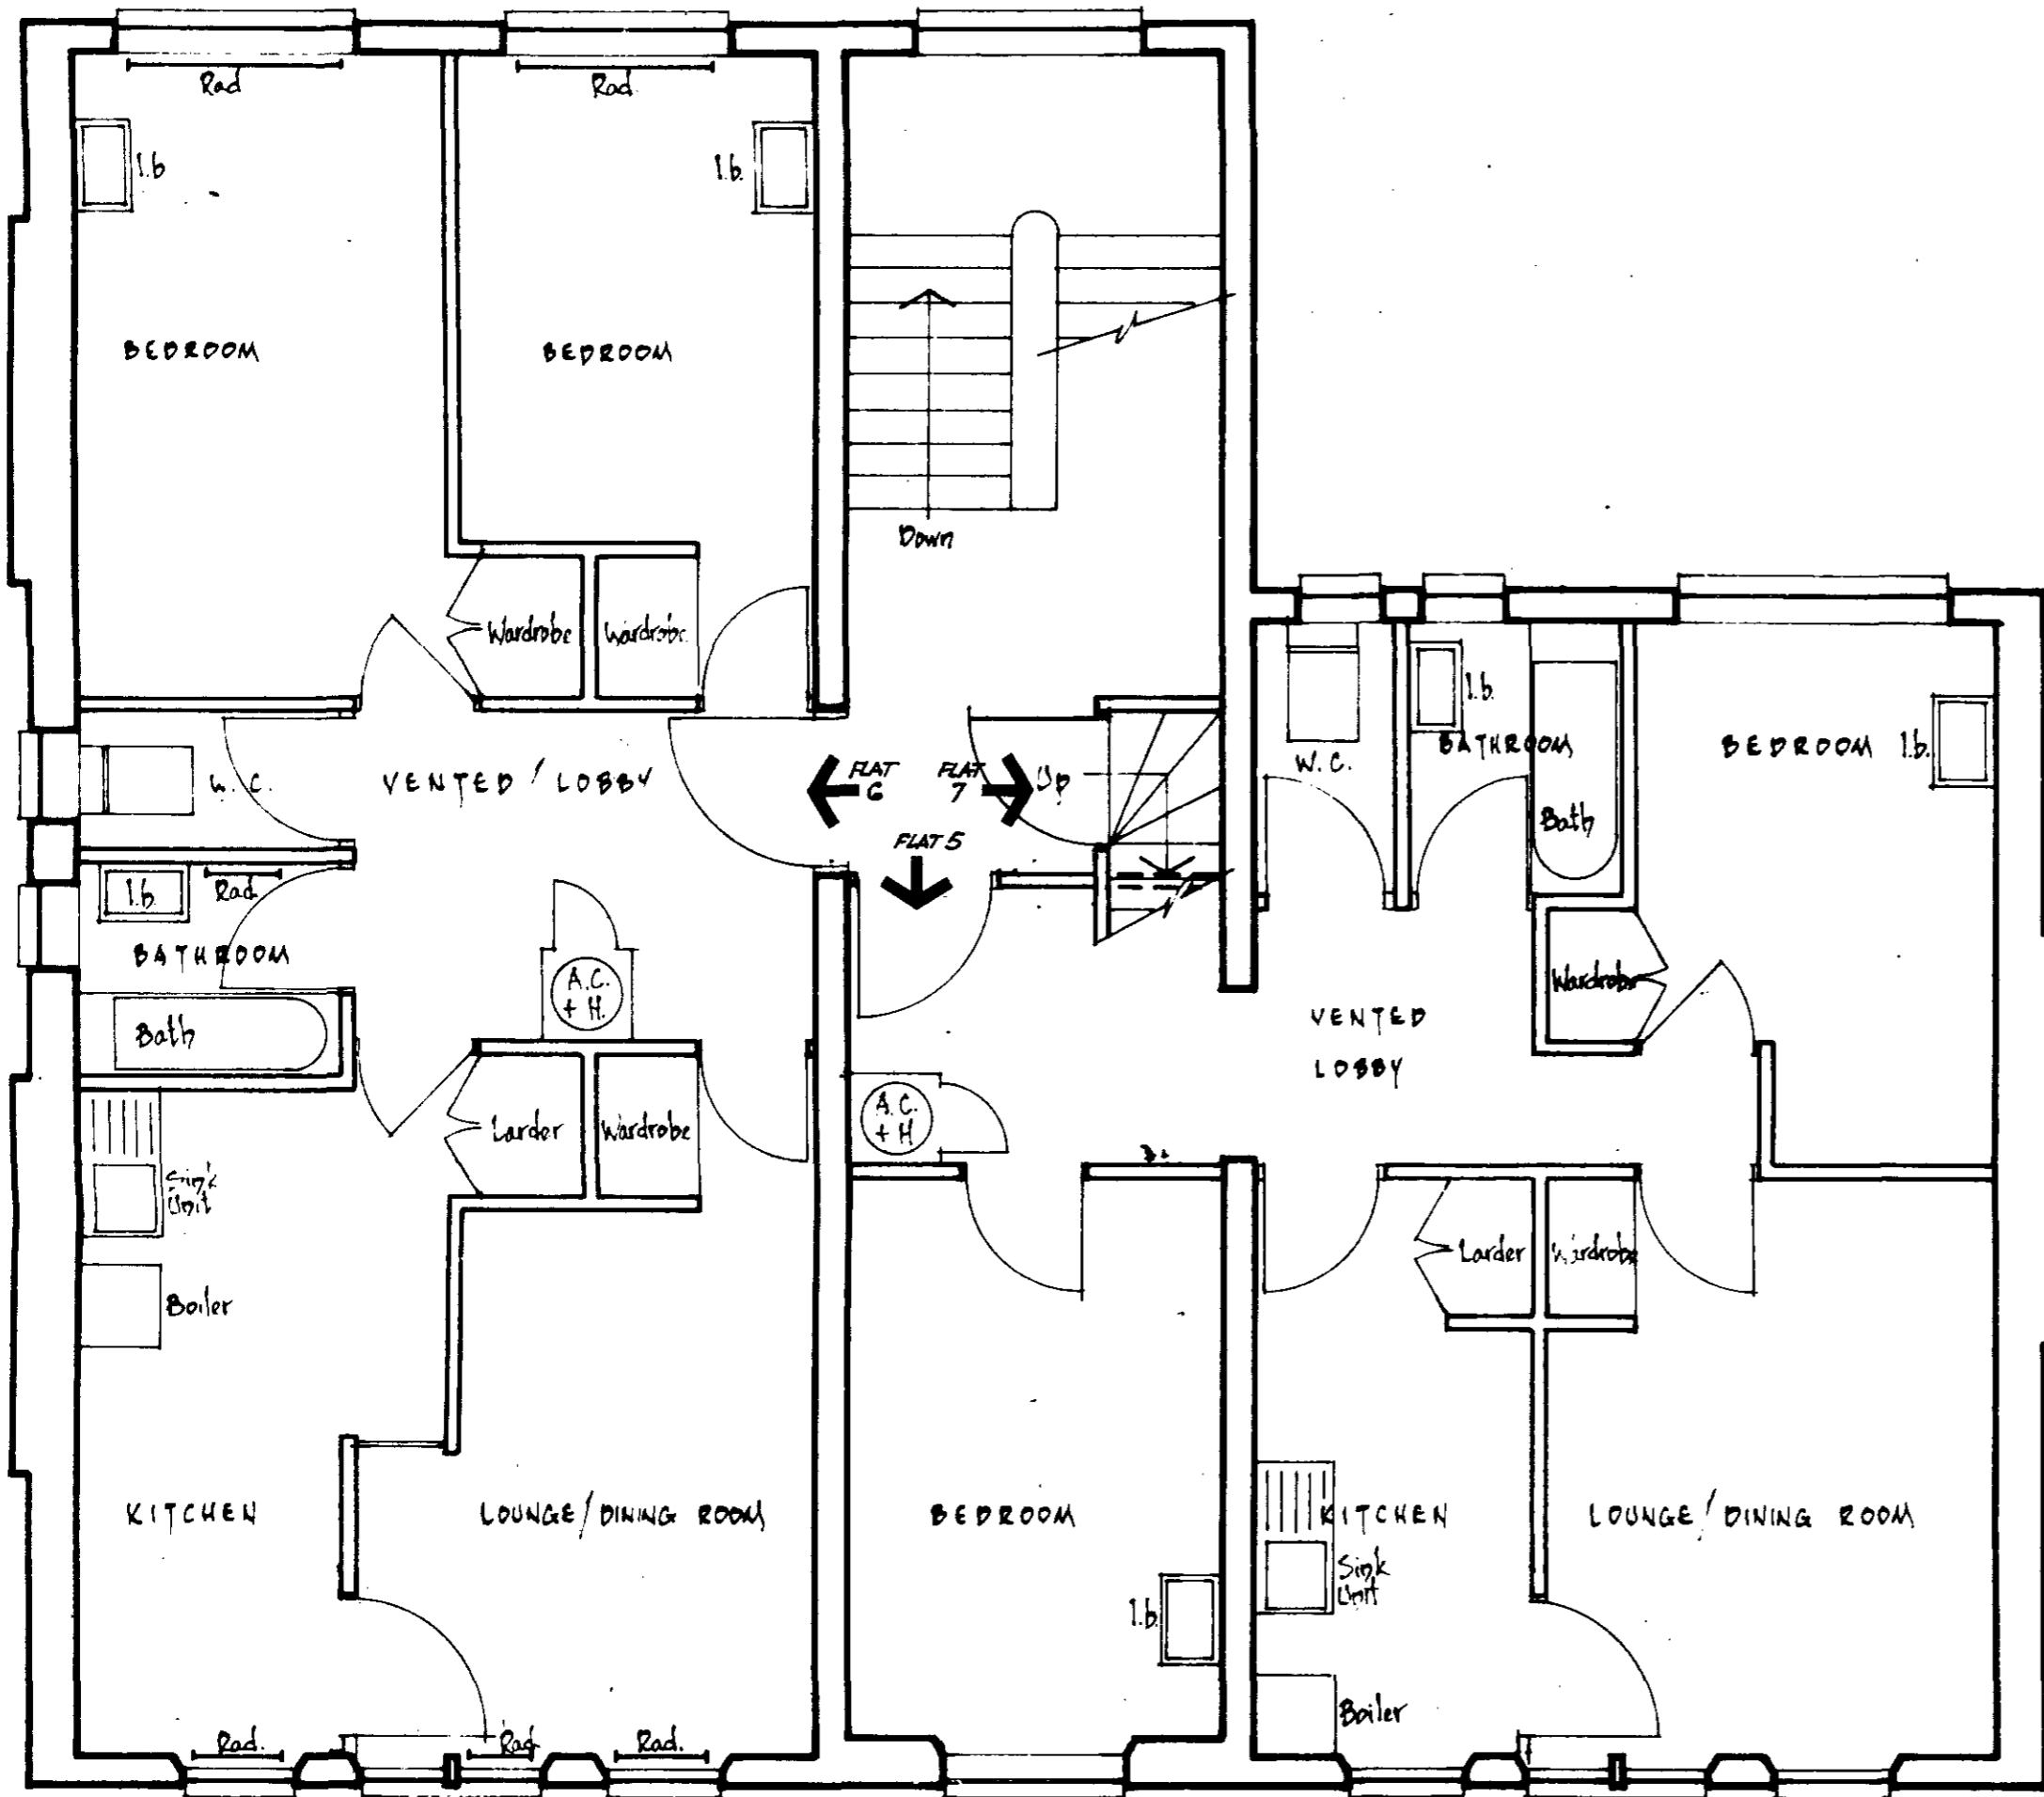 Rad
Rad
l.b
l.b.
BEDROOM
BEDROOM
Down
Wardrobe
Wardrobe
l.b.
W.C.
BATHROOM
BEDROOM
l.b.
W.C.
VENTED / LOBBY
FLAT
6
FLAT
7
Up
FLAT 5
Bath
l.b.
Rad
BATHROOM
A.C.
+ H.
Wardrobe
Bath
VENTED
LOBBY
Larder
Wardrobe
A.C.
+ H
Sink
Unit
Boiler
Larder
Wardrobe
KITCHEN
LOUNGE/DINING ROOM
BEDROOM
KITCHEN
LOUNGE/DINING ROOM
Sink
Unit
l.b.
Boiler
Rad.
Rad
Rad.